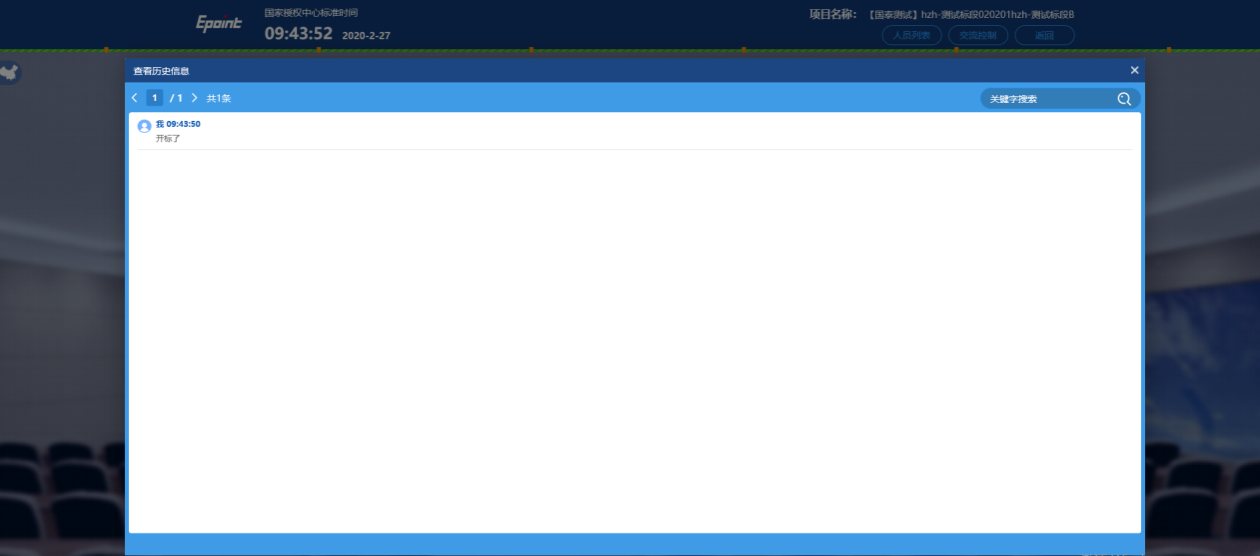 Epoint
国家授权中心标准时间
09:43:52 2020-2-27
项目名称: 【国泰测试】hzh-测试标段020201hzh-测试标段B
人员列表 交流控制 返回
查看历史信息
1 / 1 共1条
关键字搜索
我 09:43:50
开标了